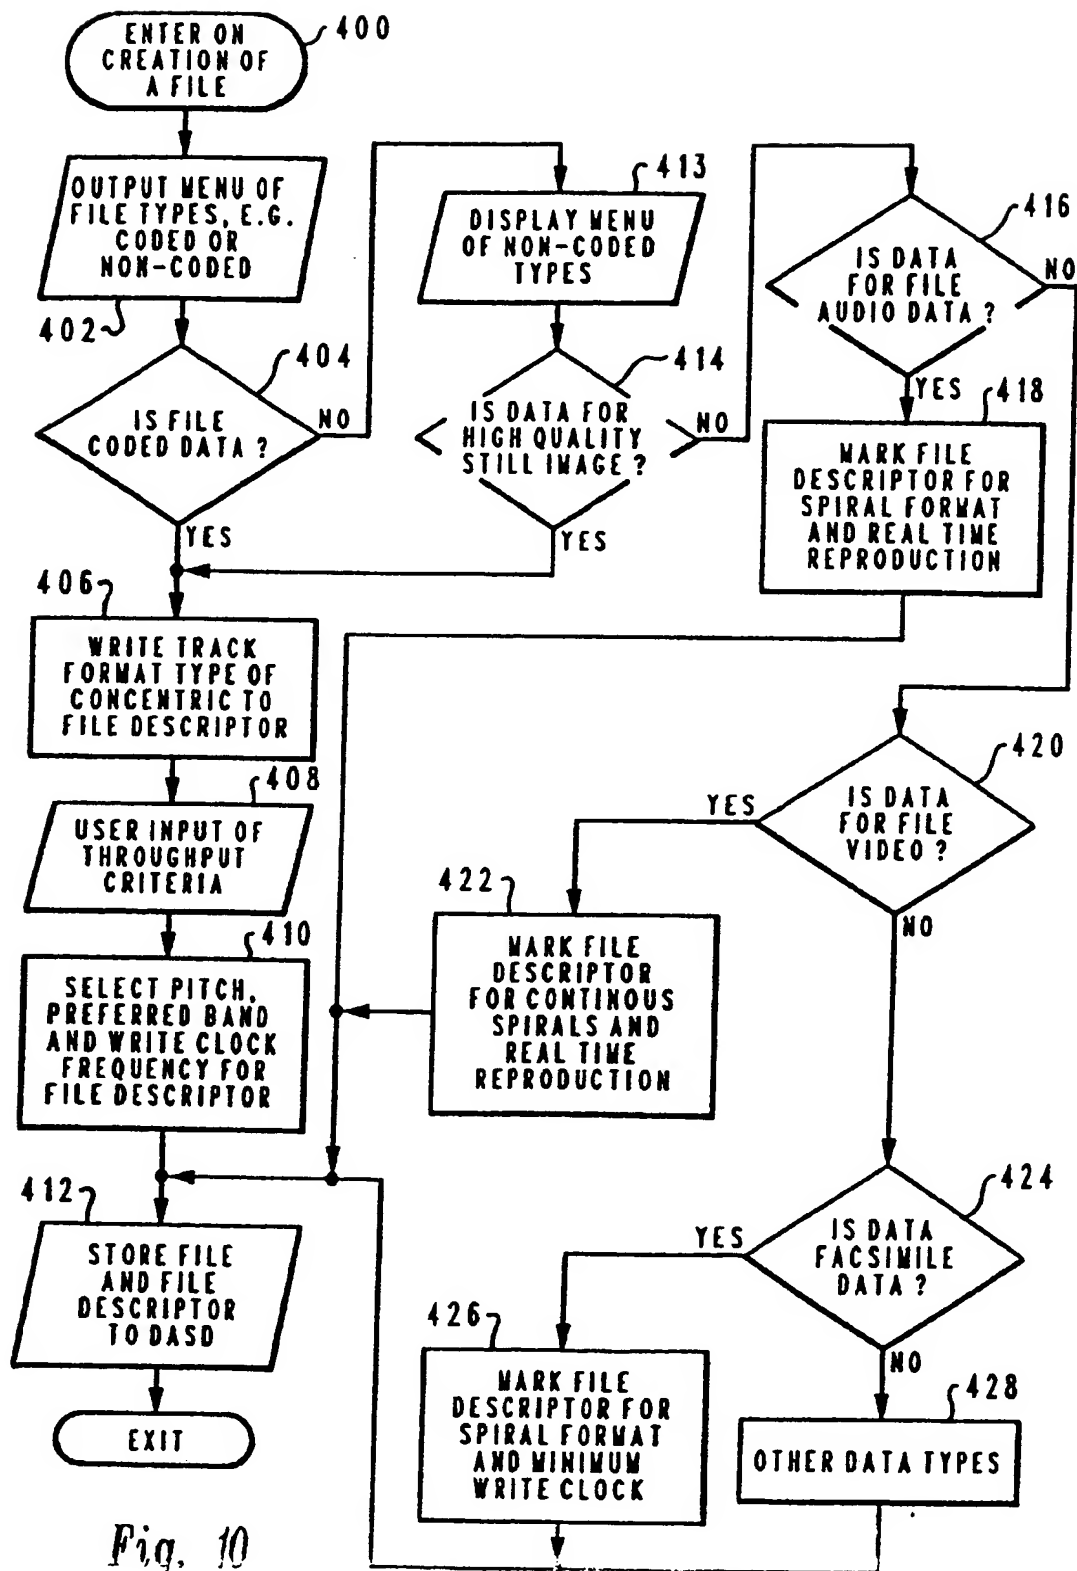 ENTER ON
CREATION OF
A FILE
400
OUTPUT MENU OF
FILE TYPES, E.G.
CODED OR
NON-CODED
402
IS FILE
CODED DATA ?
404
NO
YES
413
DISPLAY MENU
OF NON-CODED
TYPES
414
IS DATA FOR
HIGH QUALITY
STILL IMAGE ?
NO
YES
416
IS DATA
FOR FILE
AUDIO DATA ?
NO
YES
418
MARK FILE
DESCRIPTOR FOR
SPIRAL FORMAT
AND REAL TIME
REPRODUCTION
406
WRITE TRACK
FORMAT TYPE OF
CONCENTRIC TO
FILE DESCRIPTOR
408
USER INPUT OF
THROUGHPUT
CRITERIA
410
SELECT PITCH,
PREFERRED BAND
AND WRITE CLOCK
FREQUENCY FOR
FILE DESCRIPTOR
412
STORE FILE
AND FILE
DESCRIPTOR
TO DASD
EXIT
420
IS DATA
FOR FILE
VIDEO ?
YES
NO
422
MARK FILE
DESCRIPTOR
FOR CONTINOUS
SPIRALS AND
REAL TIME
REPRODUCTION
424
IS DATA
FACSIMILE
DATA ?
YES
NO
426
MARK FILE
DESCRIPTOR FOR
SPIRAL FORMAT
AND MINIMUM
WRITE CLOCK
428
OTHER DATA TYPES
Fig. 10